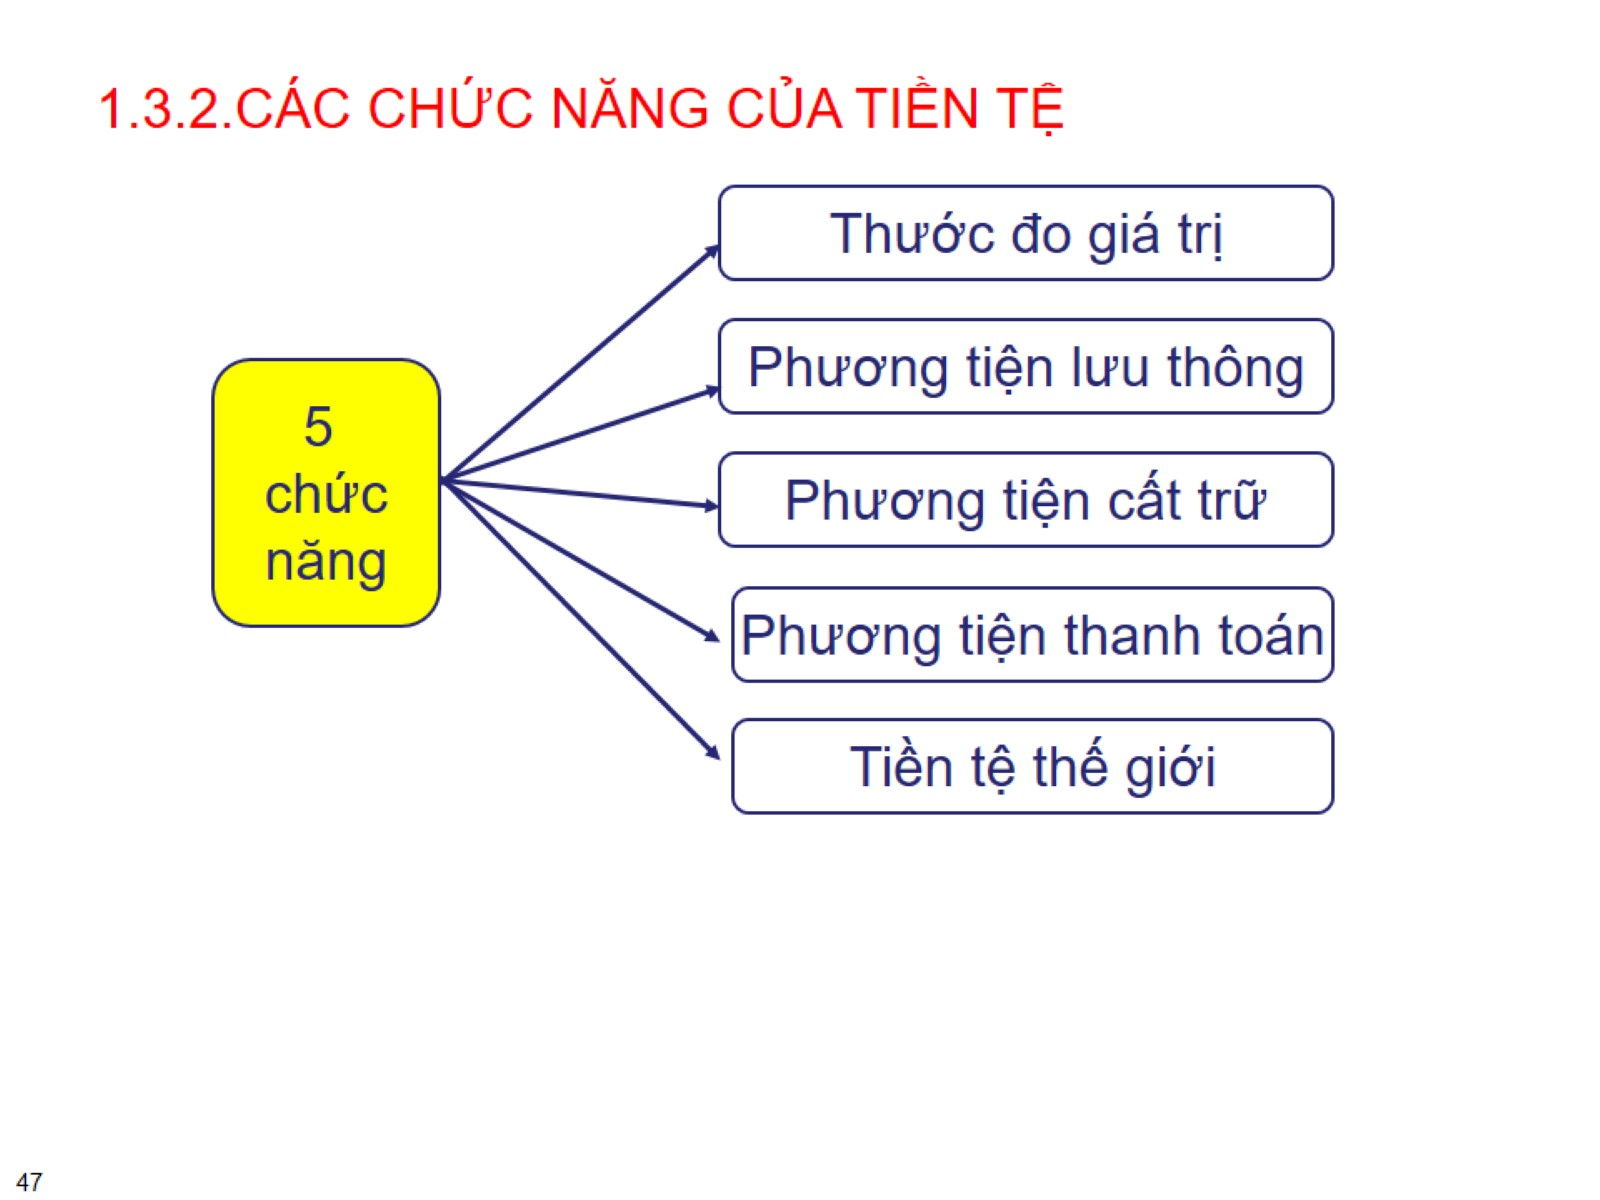 1.3.2.CÁC CHỨC NĂNG CỦA TIỀN TỆ
5
chức
năng
Thước đo giá trị
Phương tiện lưu thông
Phương tiện cất trữ
Phương tiện thanh toán
Tiền tệ thế giới
47